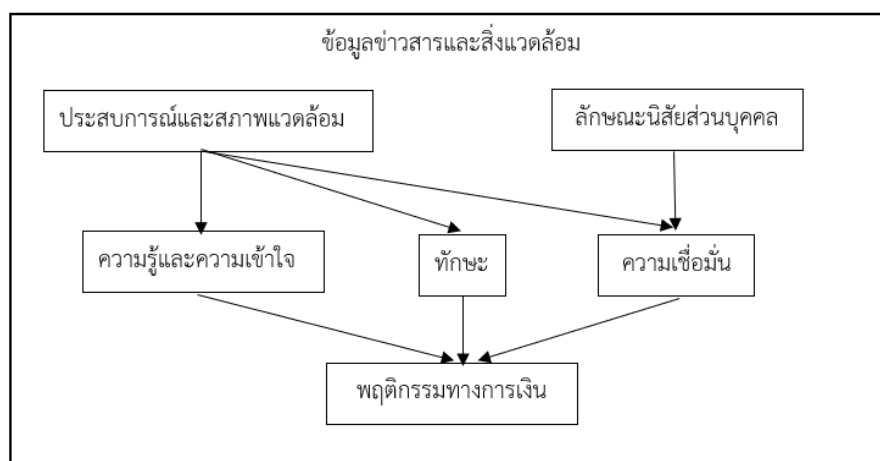 ข้อมูลข่าวสารและสิ่งแวดล้อม
ประสบการณ์และสภาพแวดล้อม
ลักษณะนิสัยส่วนบุคคล
ความรู้และความเข้าใจ
ทักษะ
ความเชื่อมั่น
พฤติกรรมทางการเงิน